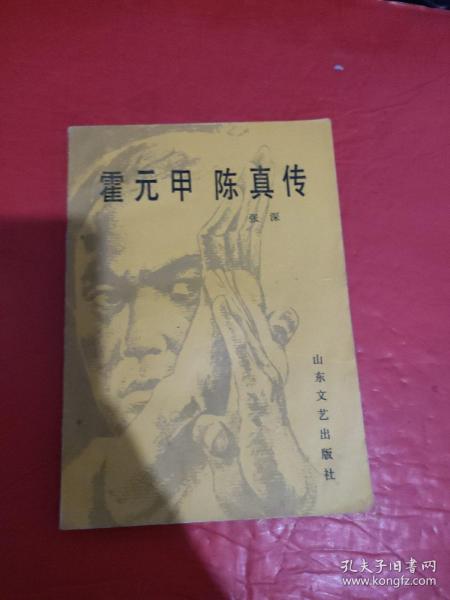 霍元甲 陈真传
张深
山东文艺出版社
孔夫子旧书网
www.kongfz.com